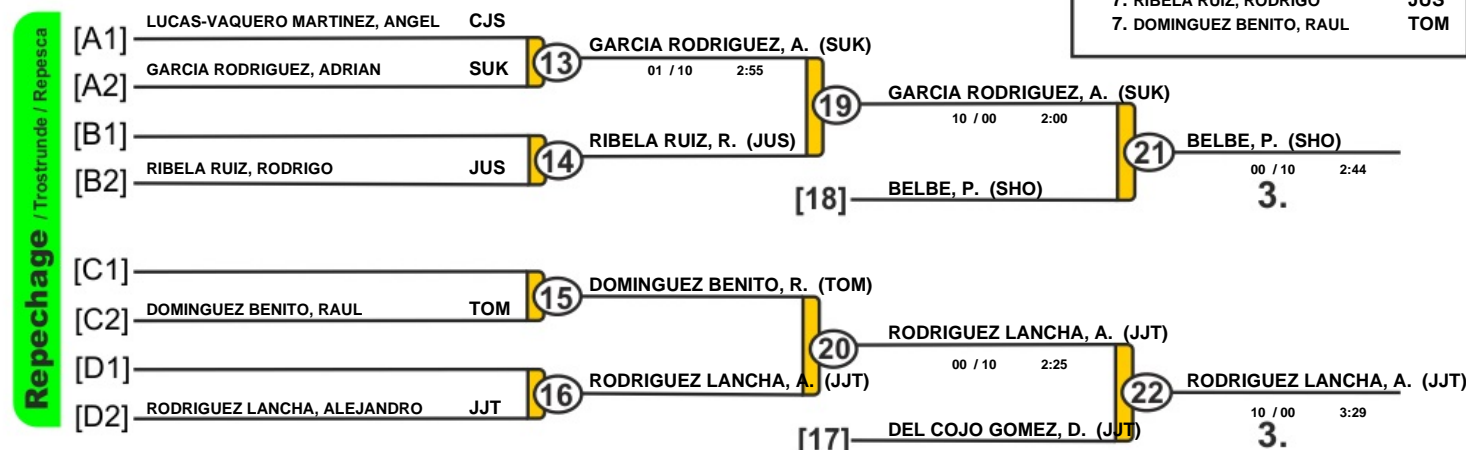 7. RIBELA RUIZ, RODRIGO JUS
7. DOMINGUEZ BENITO, RAUL TOM
Repechage / Trostrunde / Repesca
[A1] LUCAS-VAQUERO MARTINEZ, ANGEL CJS
[A2] GARCIA RODRIGUEZ, ADRIAN SUK
13 GARCIA RODRIGUEZ, A. (SUK)
01 / 10 2:55
[B1]
[B2] RIBELA RUIZ, RODRIGO JUS
14 RIBELA RUIZ, R. (JUS)
19 GARCIA RODRIGUEZ, A. (SUK)
10 / 00 2:00
[18] BELBE, P. (SHO)
21 BELBE, P. (SHO)
00 / 10 2:44
3.
[C1]
[C2] DOMINGUEZ BENITO, RAUL TOM
15 DOMINGUEZ BENITO, R. (TOM)
[D1]
[D2] RODRIGUEZ LANCHA, ALEJANDRO JJT
16 RODRIGUEZ LANCHA, A. (JJT)
20 RODRIGUEZ LANCHA, A. (JJT)
00 / 10 2:25
[17] DEL COJO GOMEZ, D. (JJT)
22 RODRIGUEZ LANCHA, A. (JJT)
10 / 00 3:29
3.